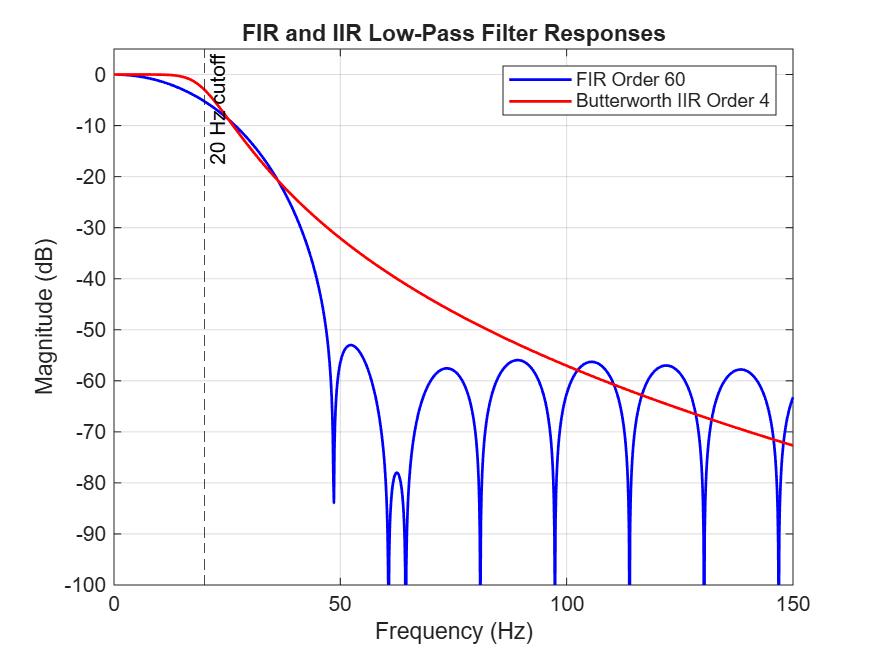 FIR and IIR Low-Pass Filter Responses
FIR Order 60
Butterworth IIR Order 4
20 Hz cutoff
Magnitude (dB)
0
-10
-20
-30
-40
-50
-60
-70
-80
-90
-100
0 50 100 150
Frequency (Hz)